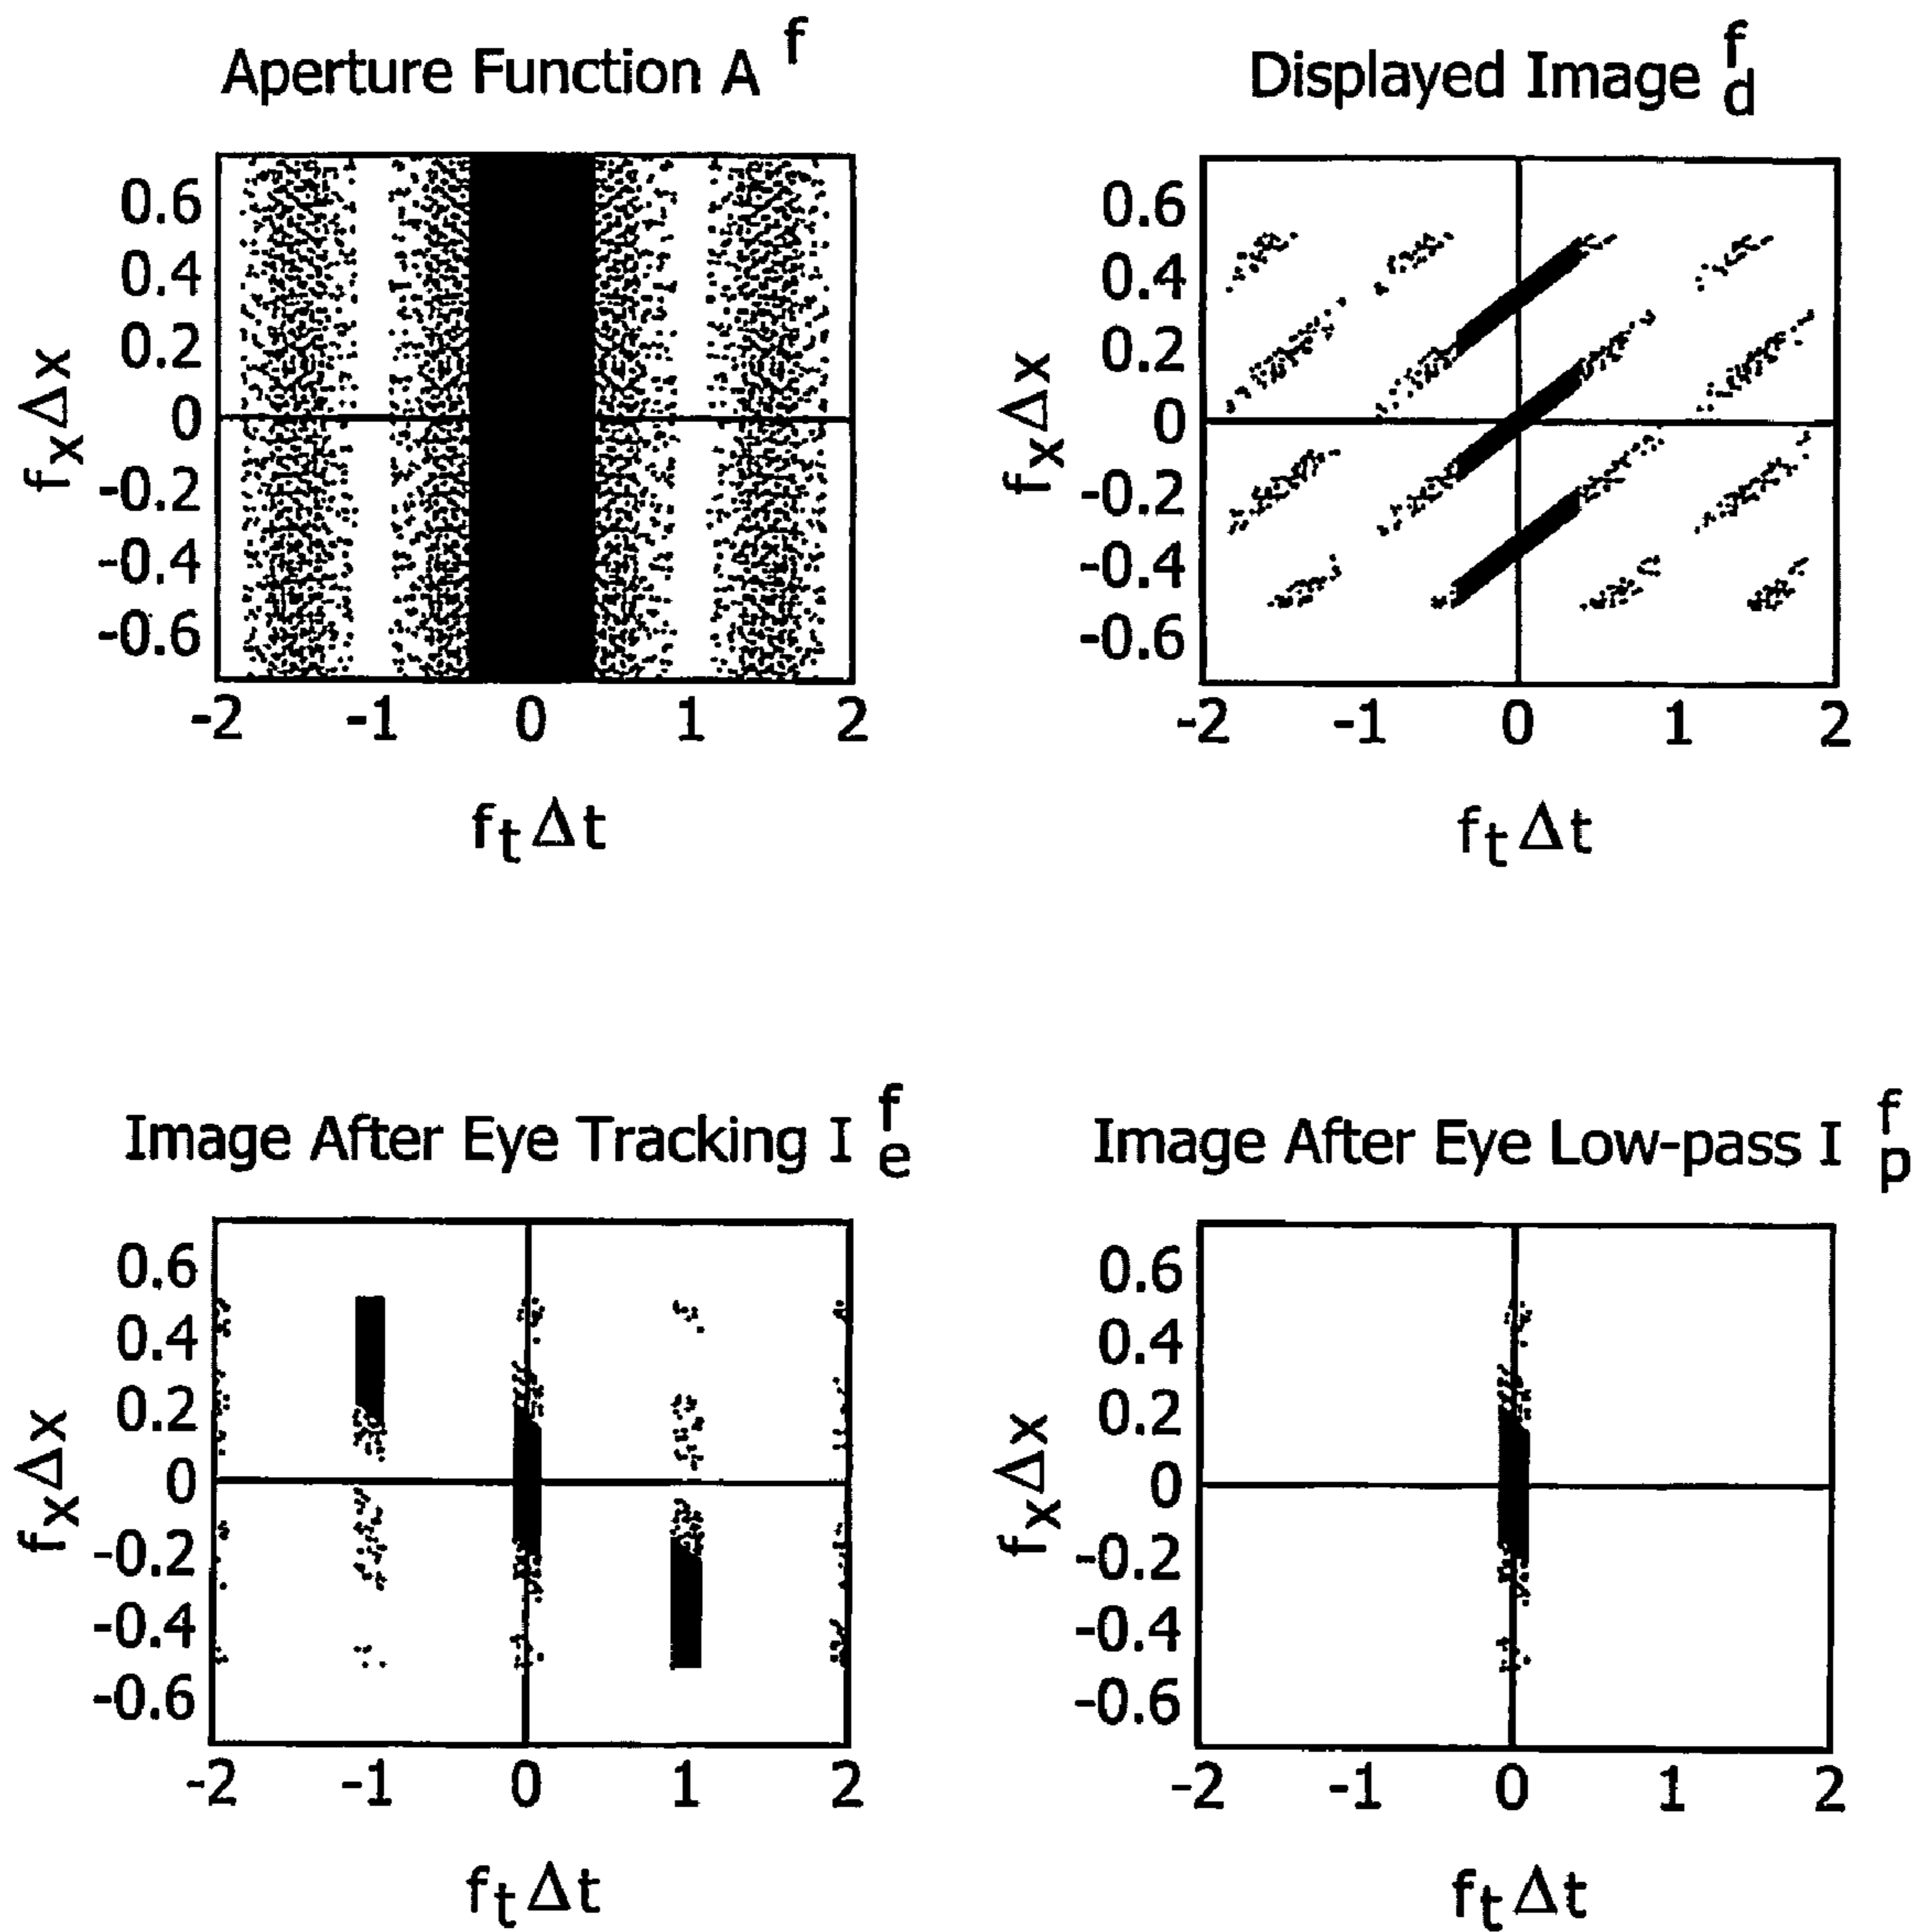 Aperture Function A f
0.6
0.4
0.2
0
-0.2
-0.4
-0.6
fxΔx
-2 -1 0 1 2
ftΔt
Displayed Image f d
0.6
0.4
0.2
0
-0.2
-0.4
-0.6
fxΔx
-2 -1 0 1 2
ftΔt
Image After Eye Tracking I f e
0.6
0.4
0.2
0
-0.2
-0.4
-0.6
fxΔx
-2 -1 0 1 2
ftΔt
Image After Eye Low-pass I f p
0.6
0.4
0.2
0
-0.2
-0.4
-0.6
fxΔx
-2 -1 0 1 2
ftΔt